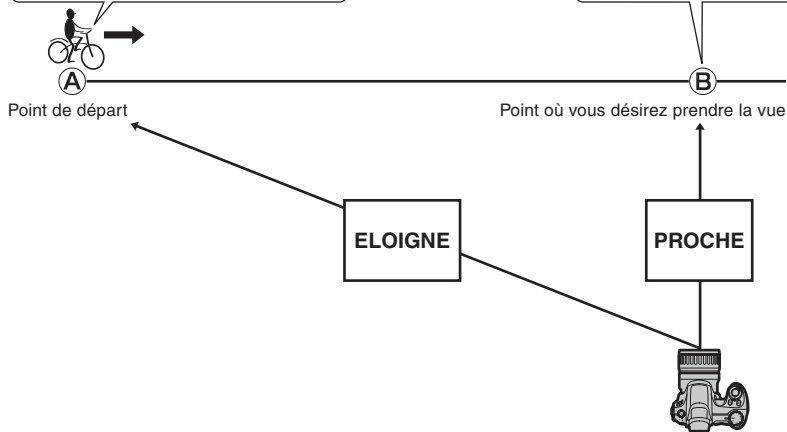 A
B
Point de départ
Point où vous désirez prendre la vue
ELOIGNE
PROCHE